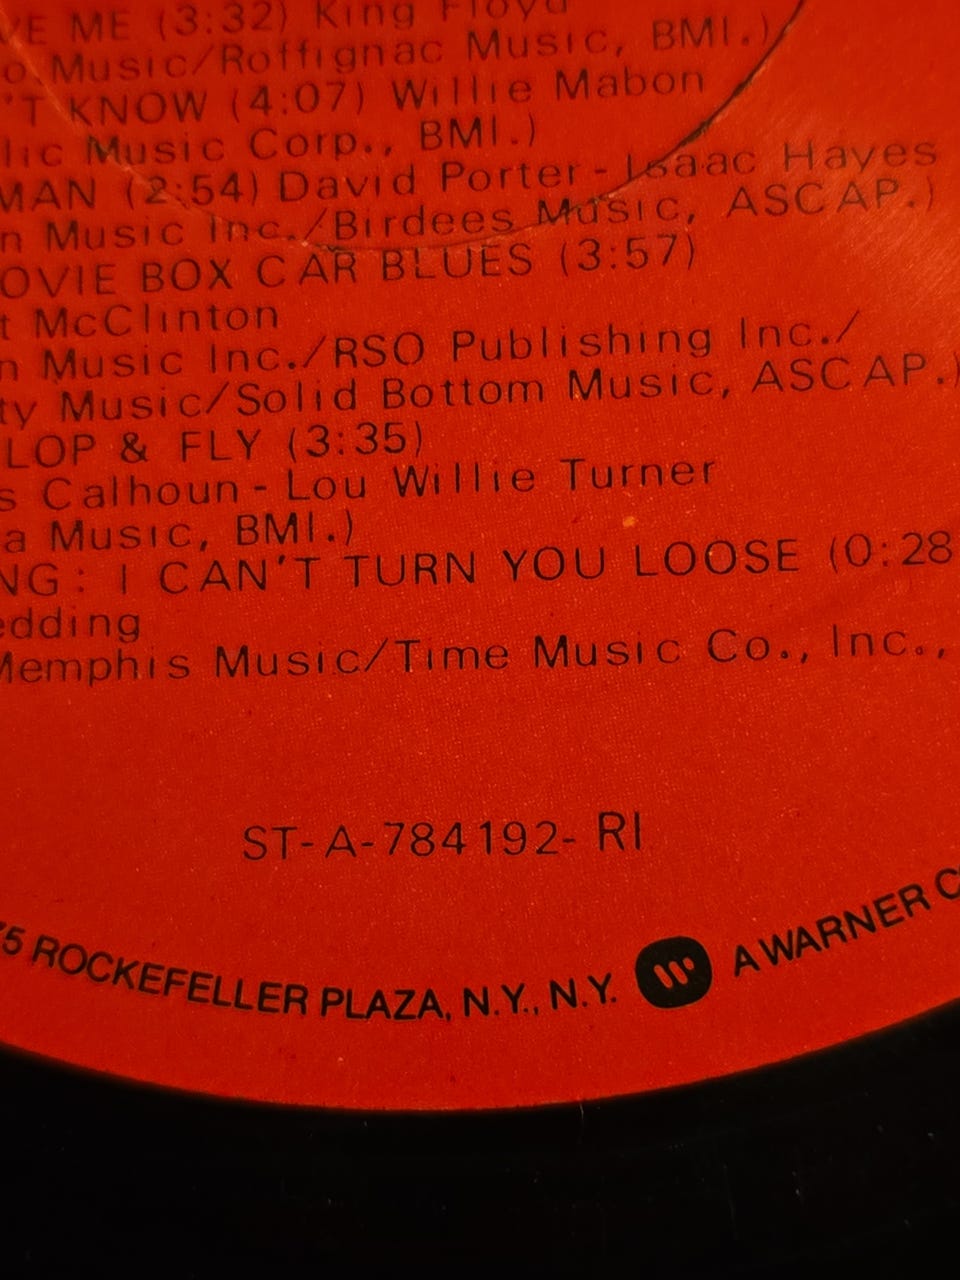 VE ME (3:32) King Floyd
o Music/Roffignac Music, BMI.)
'T KNOW (4:07) Willie Mabon
lic Music Corp., BMI.)
MAN (2:54) David Porter-Isaac Hayes
n Music Inc./Birdees Music, ASCAP.)
OVIE BOX CAR BLUES (3:57)
t McClinton
n Music Inc./RSO Publishing Inc./
ty Music/Solid Bottom Music, ASCAP.)
LOP & FLY (3:35)
s Calhoun-Lou Willie Turner
a Music, BMI.)
NG: I CAN'T TURN YOU LOOSE (0:28
edding
Memphis Music/Time Music Co., Inc.,
ST-A-784192-RI
75 ROCKEFELLER PLAZA, N.Y., N.Y. A WARNER C